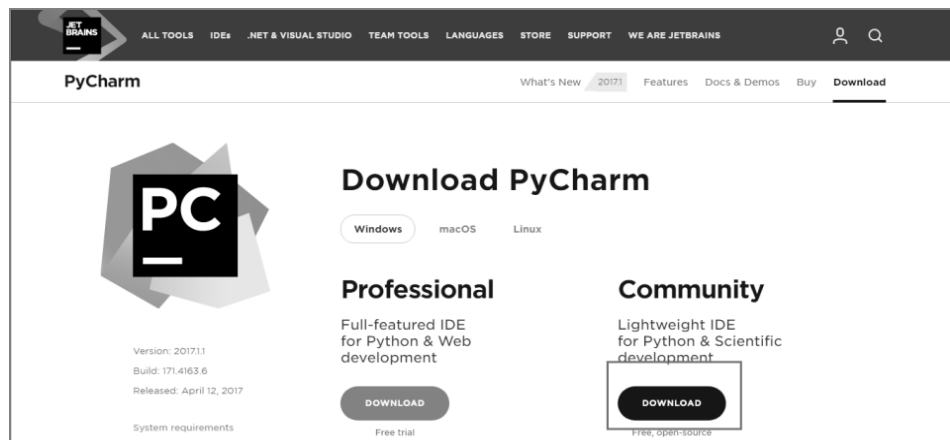 JET
BRAINS
ALL TOOLS IDEs .NET & VISUAL STUDIO TEAM TOOLS LANGUAGES STORE SUPPORT WE ARE JETBRAINS
PyCharm
What's New 2017.1 Features Docs & Demos Buy Download
PC
Download PyCharm
Windows macOS Linux
Professional
Full-featured IDE
for Python & Web
development
DOWNLOAD
Free trial
Community
Lightweight IDE
for Python & Scientific
development
DOWNLOAD
Free, open-source
Version: 2017.1.1
Build: 171.4163.6
Released: April 12, 2017
System requirements